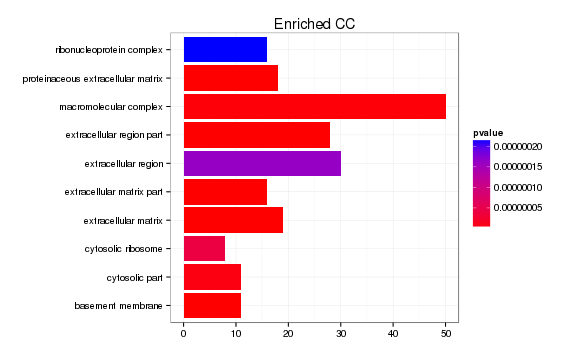 Enriched CC
ribonucleoprotein complex
proteinaceous extracellular matrix
macromolecular complex
extracellular region part
extracellular region
extracellular matrix part
extracellular matrix
cytosolic ribosome
cytosolic part
basement membrane
0 10 20 30 40 50
pvalue
0.00000020
0.00000015
0.00000010
0.00000005